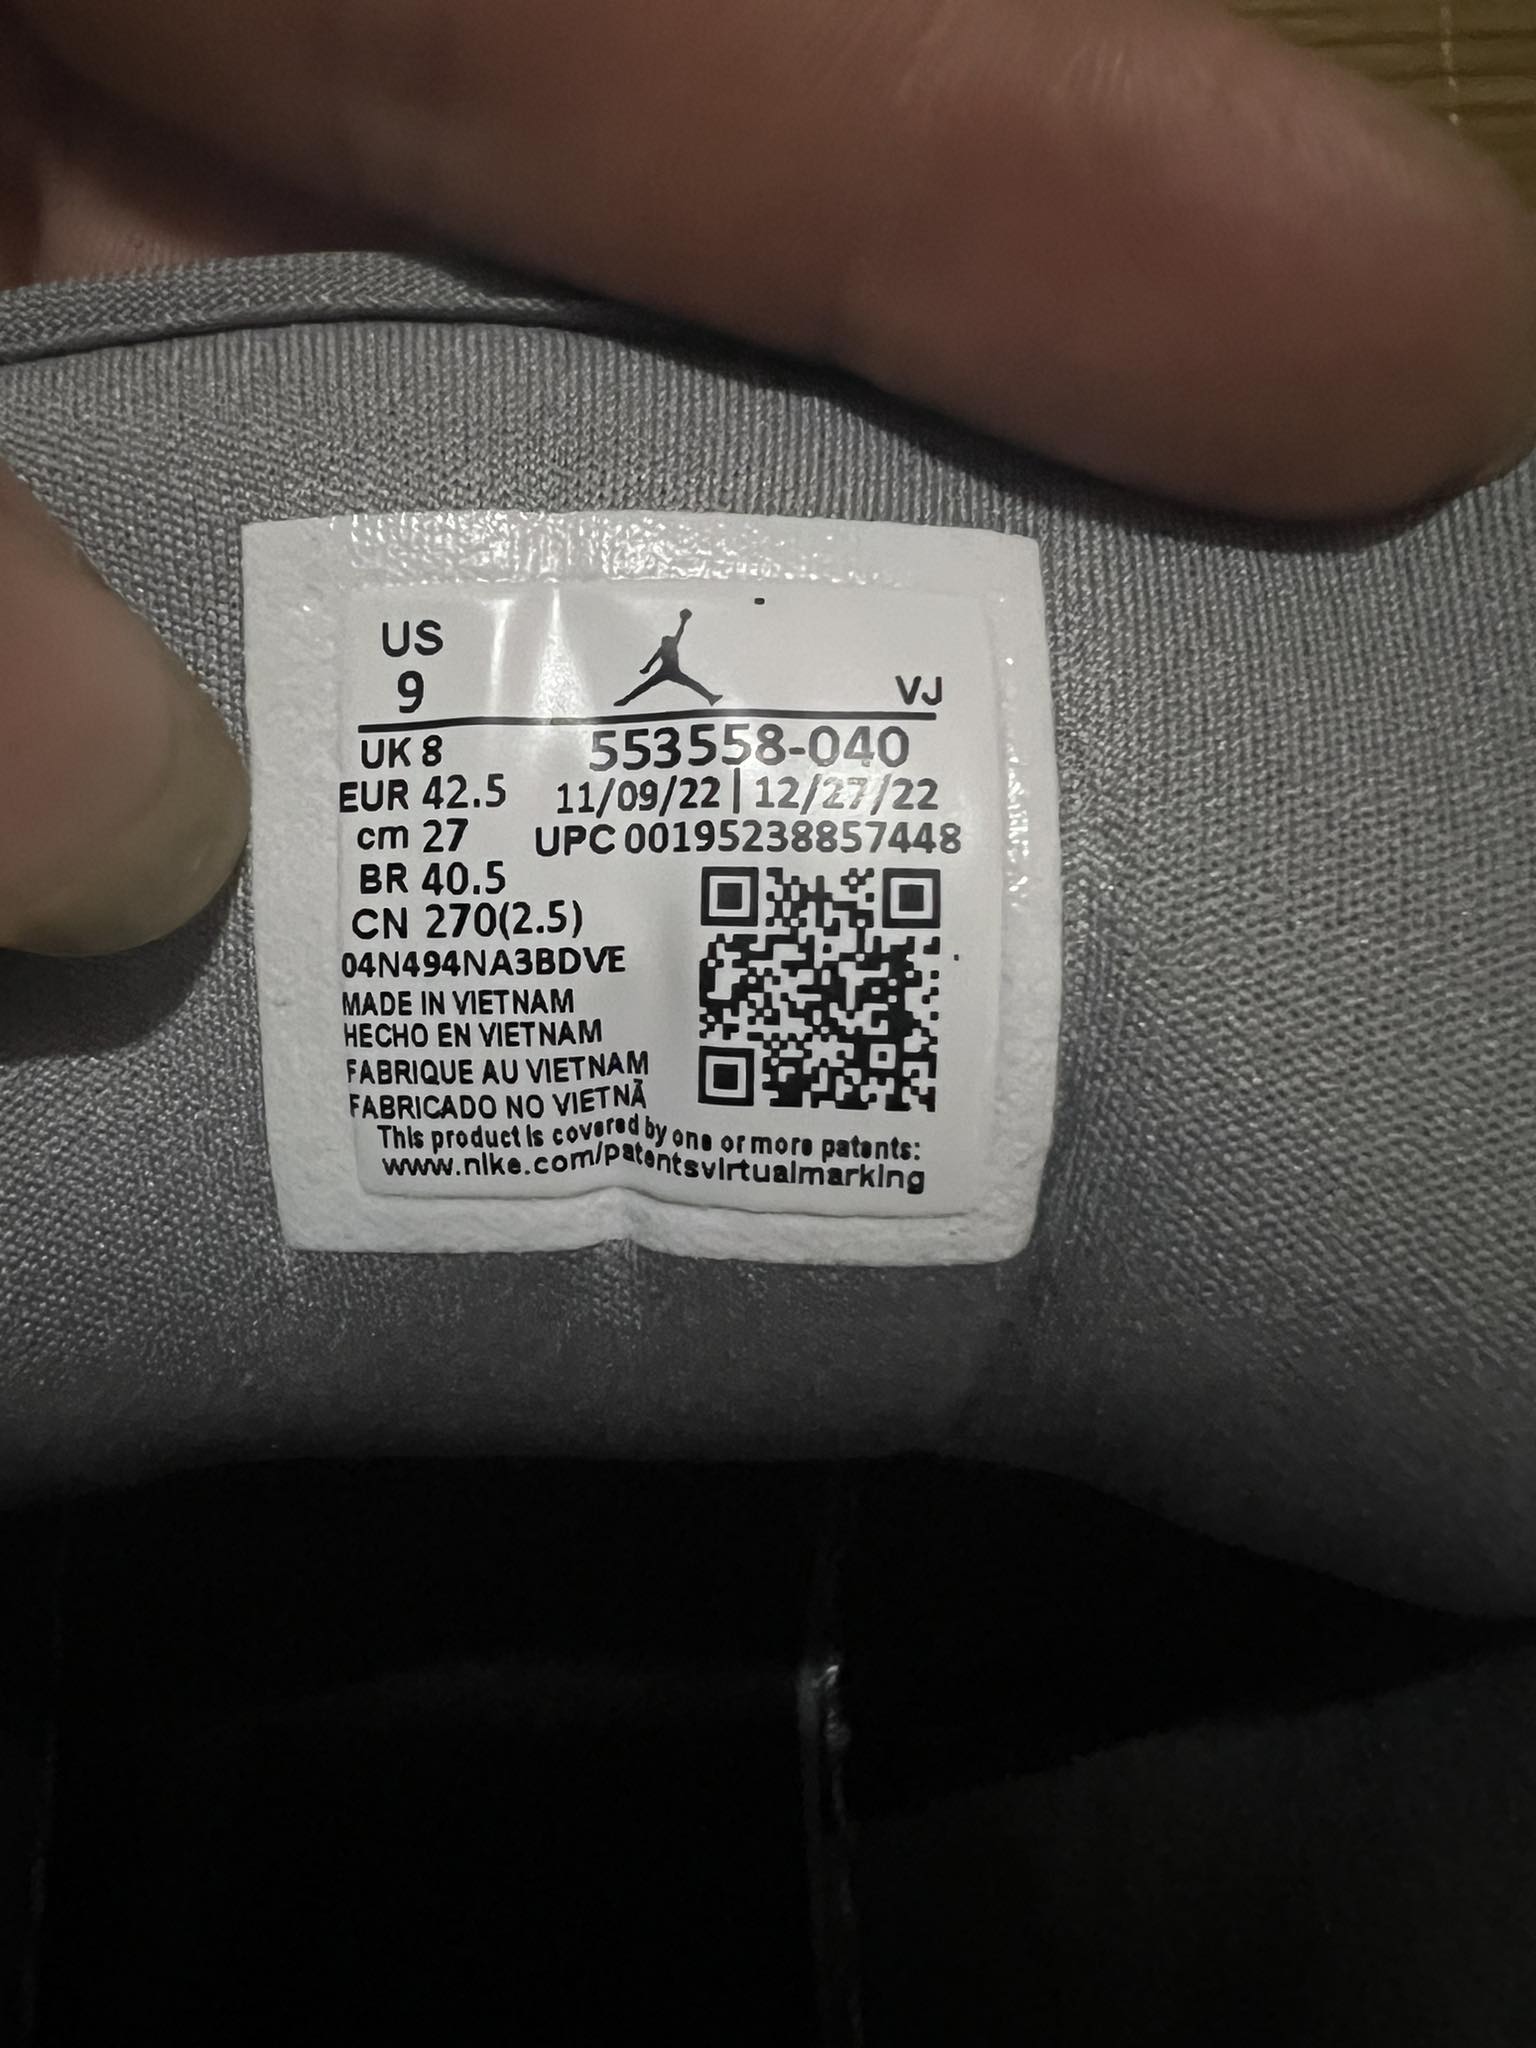 US
9
VJ
UK 8
553558-040
EUR 42.5
11/09/22 | 12/27/22
cm 27
UPC 00195238857448
BR 40.5
CN 270(2.5)
04N494NA3BDVE
MADE IN VIETNAM
HECHO EN VIETNAM
FABRIQUE AU VIETNAM
FABRICADO NO VIETNÃ
This product is covered by one or more patents:
www.nike.com/patentsvirtualmarking